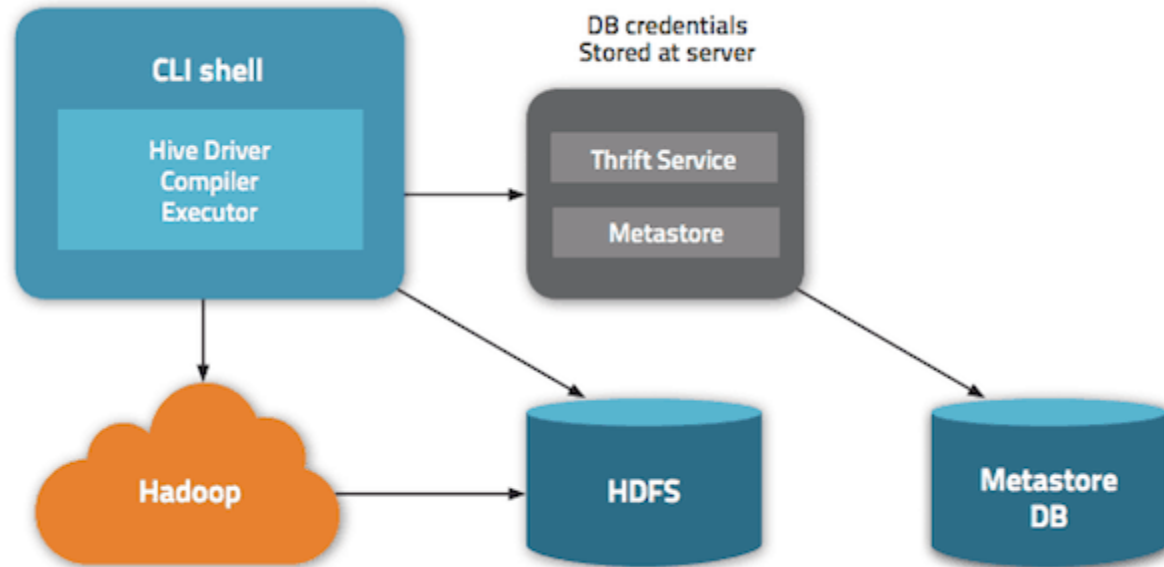 CLI shell
Hive Driver
Compiler
Executor
DB credentials
Stored at server
Thrift Service
Metastore
Hadoop
HDFS
Metastore
DB